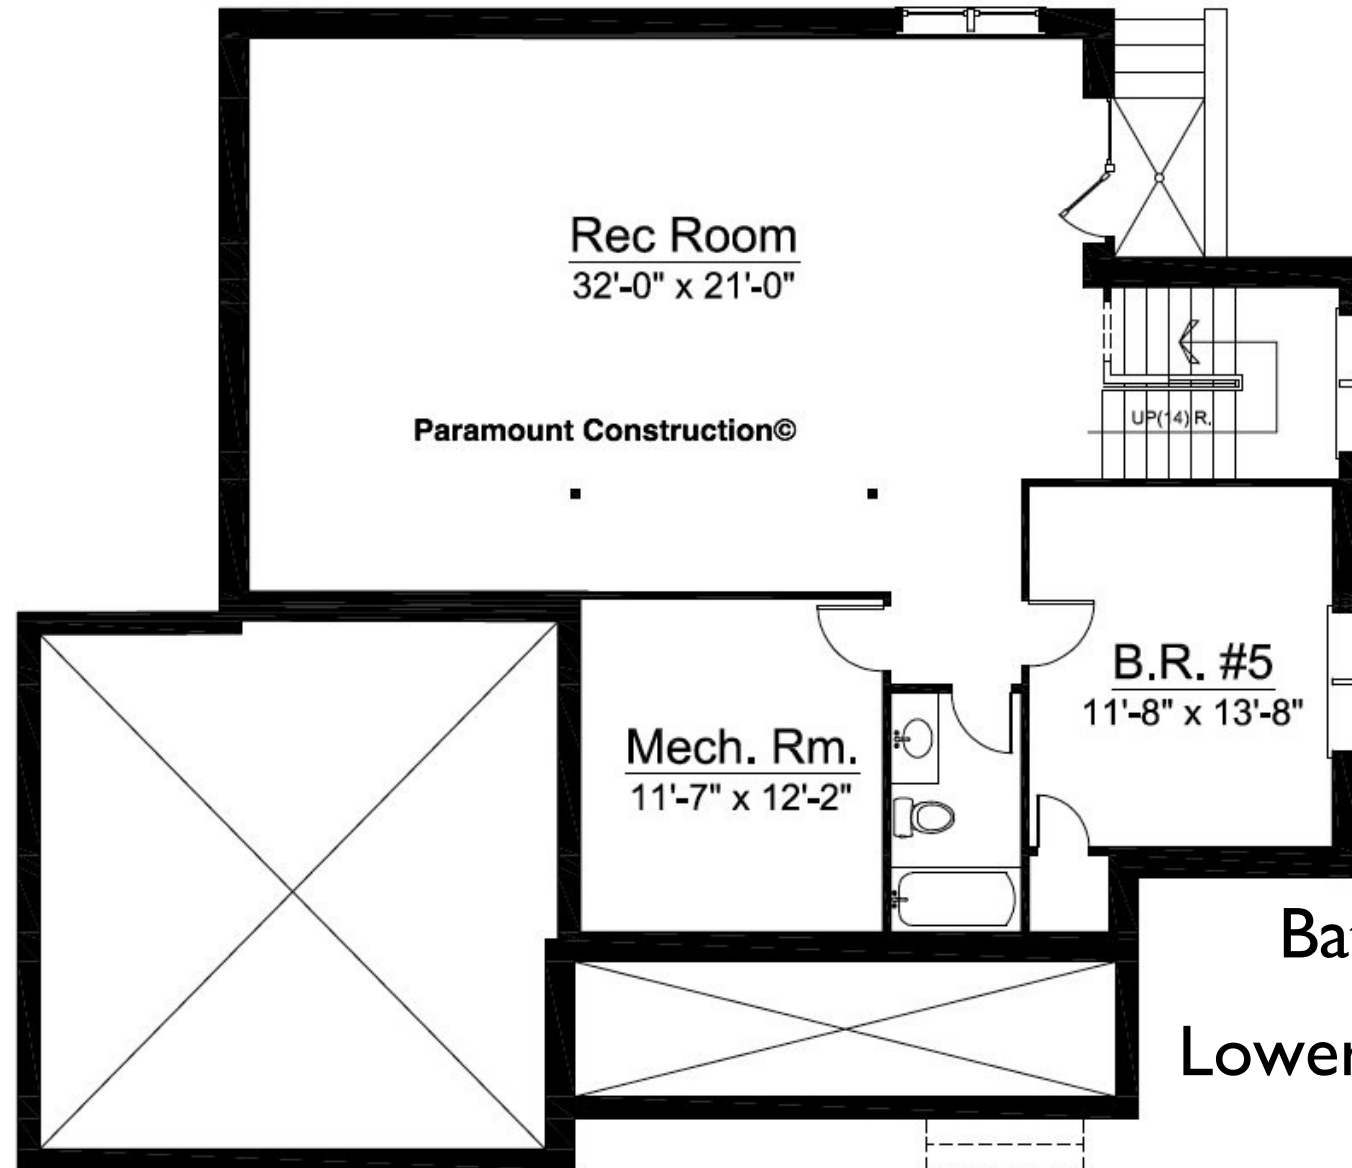 Rec Room
32'-0" x 21'-0"
UP(14) R.
Paramount Construction©
B.R. #5
11'-8" x 13'-8"
Mech. Rm.
11'-7" x 12'-2"
Lower